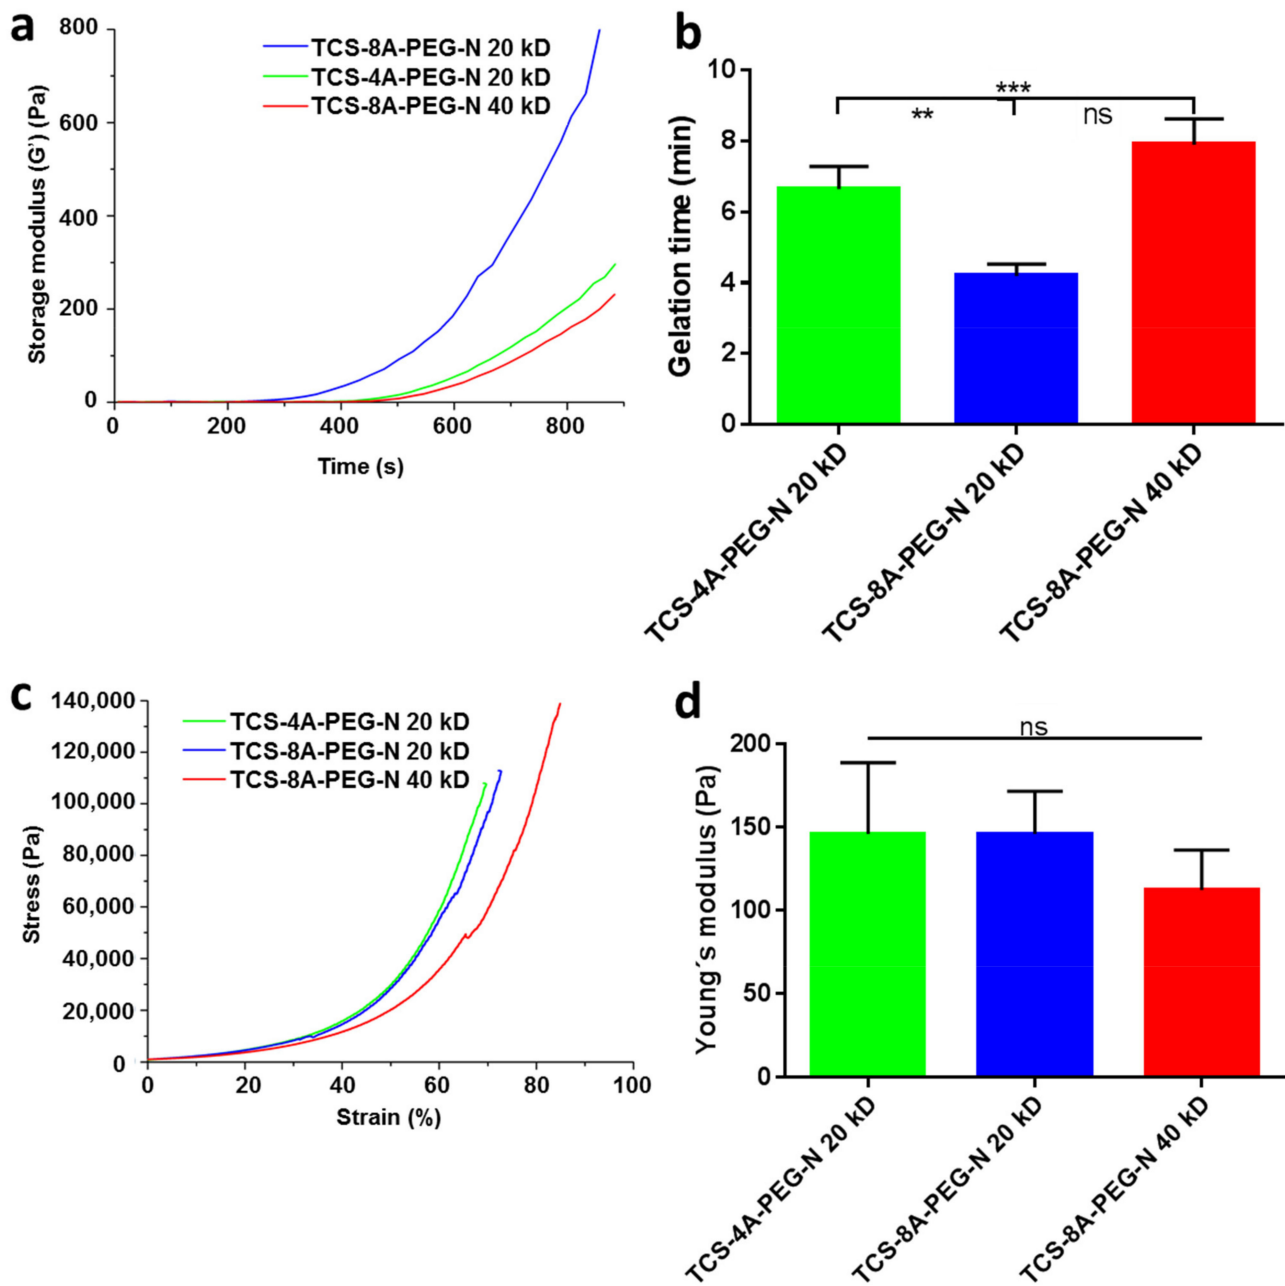 a
800
600
400
200
0
Storage modulus (G') (Pa)
TCS-8A-PEG-N 20 kD
TCS-4A-PEG-N 20 kD
TCS-8A-PEG-N 40 kD
0 200 400 600 800
Time (s)
b
10
8
6
4
2
0
Gelation time (min)
***
** ns
TCS-4A-PEG-N 20 kD
TCS-8A-PEG-N 20 kD
TCS-8A-PEG-N 40 kD
c
140,000
120,000
100,000
80,000
60,000
40,000
20,000
0
Stress (Pa)
TCS-4A-PEG-N 20 kD
TCS-8A-PEG-N 20 kD
TCS-8A-PEG-N 40 kD
0 20 40 60 80 100
Strain (%)
d
200
150
100
50
0
Young´s modulus (Pa)
ns
TCS-4A-PEG-N 20 kD
TCS-8A-PEG-N 20 kD
TCS-8A-PEG-N 40 kD